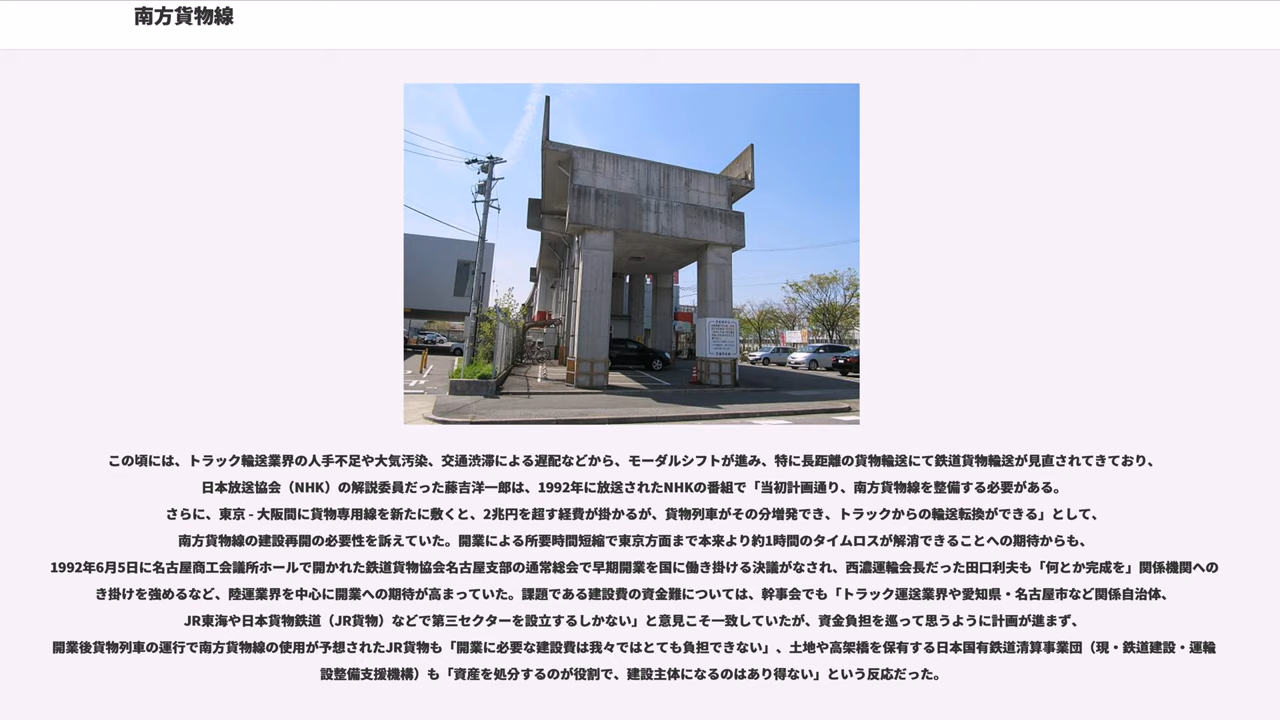 南方貨物線
この頃には、トラック輸送業界の人手不足や大気汚染、交通渋滞による遅配などから、モーダルシフトが進み、特に長距離の貨物輸送にて鉄道貨物輸送が見直されてきており、
日本放送協会（NHK）の解説委員だった藤吉洋一郎は、1992年に放送されたNHKの番組で「当初計画通り、南方貨物線を整備する必要がある。
さらに、東京 - 大阪間に貨物専用線を新たに敷くと、2兆円を超す経費が掛かるが、貨物列車がその分増発でき、トラックからの輸送転換ができる」として、
南方貨物線の建設再開の必要性を訴えていた。開業による所要時間短縮で東京方面まで本来より約1時間のタイムロスが解消できることへの期待からも、
1992年6月5日に名古屋商工会議所ホールで開かれた鉄道貨物協会名古屋支部の通常総会で早期開業を国に働き掛ける決議がなされ、西濃運輸会長だった田口利夫も「何とか完成を」関係機関への
き掛けを強めるなど、陸運業界を中心に開業への期待が高まっていた。課題である建設費の資金難については、幹事会でも「トラック運送業界や愛知県・名古屋市など関係自治体、
JR東海や日本貨物鉄道（JR貨物）などで第三セクターを設立するしかない」と意見こそ一致していたが、資金負担を巡って思うように計画が進まず、
開業後貨物列車の運行で南方貨物線の使用が予想されたJR貨物も「開業に必要な建設費は我々ではとても負担できない」、土地や高架橋を保有する日本国有鉄道清算事業団（現・鉄道建設・運輸
設整備支援機構）も「資産を処分するのが役割で、建設主体になるのはあり得ない」という反応だった。